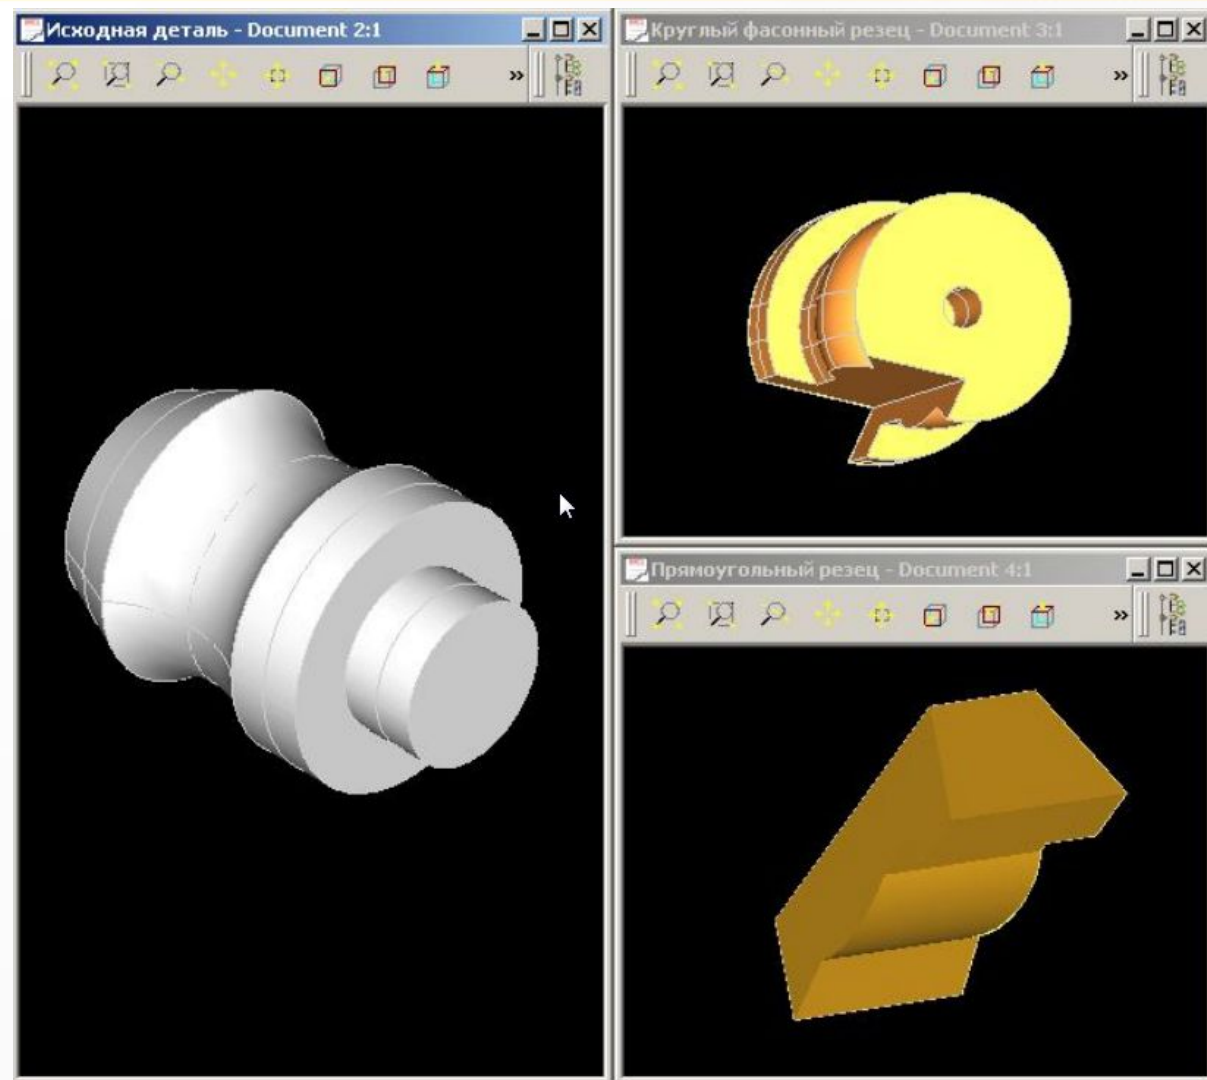 Исходная деталь - Document 2:1
Круглый фасонный резец - Document 3:1
Прямоугольный резец - Document 4:1